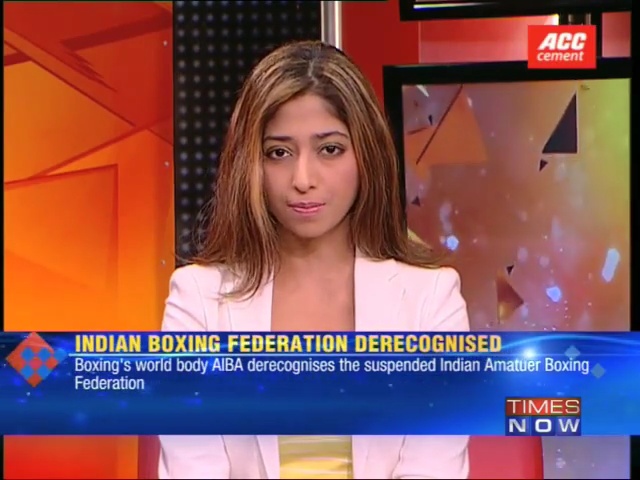 ACC
cement
INDIAN BOXING FEDERATION DERECOGNISED
Boxing's world body AIBA derecognises the suspended Indian Amatuer Boxing
Federation
TIMES
NOW